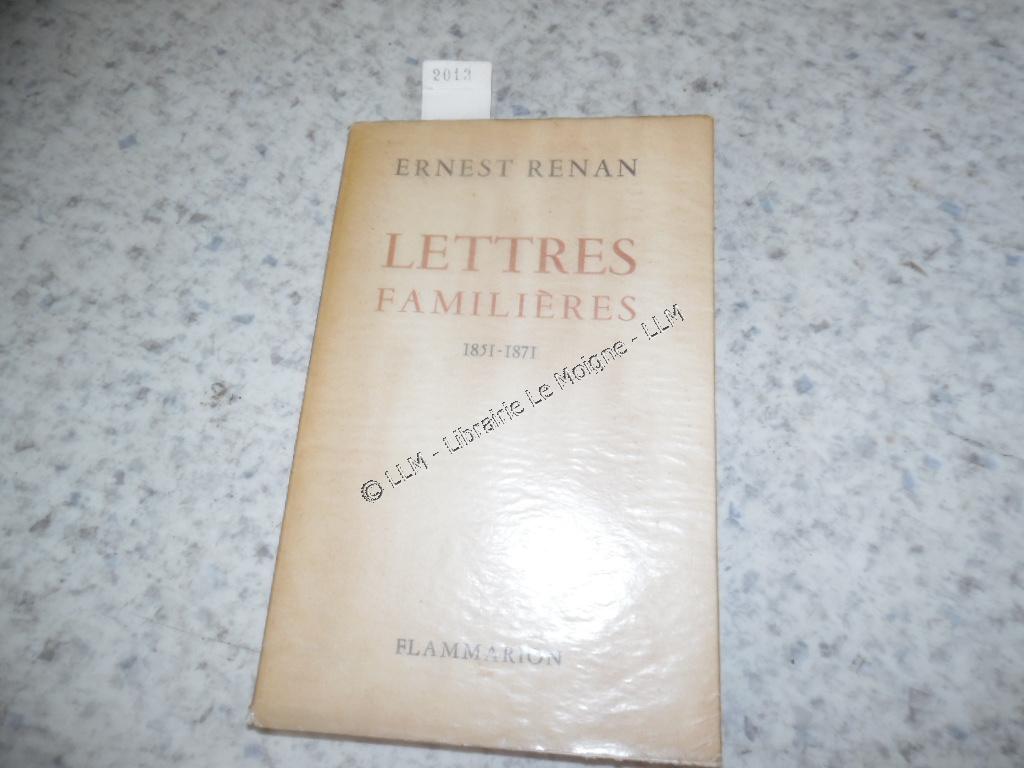 2013
ERNEST RENAN
LETTRES
FAMILIÈRES
1851-1871
© LLM - Librairie Le Moigne - LLM
FLAMMARION